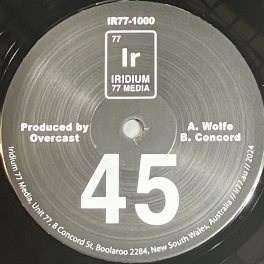 IR77-1000
77
Ir
IRIDIUM
77 MEDIA
Produced by
Overcast
A. Wolfe
B. Concord
45
Iridium 77 Media, Unit 77, 8 Concord St, Boolaroo 2284, New South Wales, Australia // ir77.au // 2024